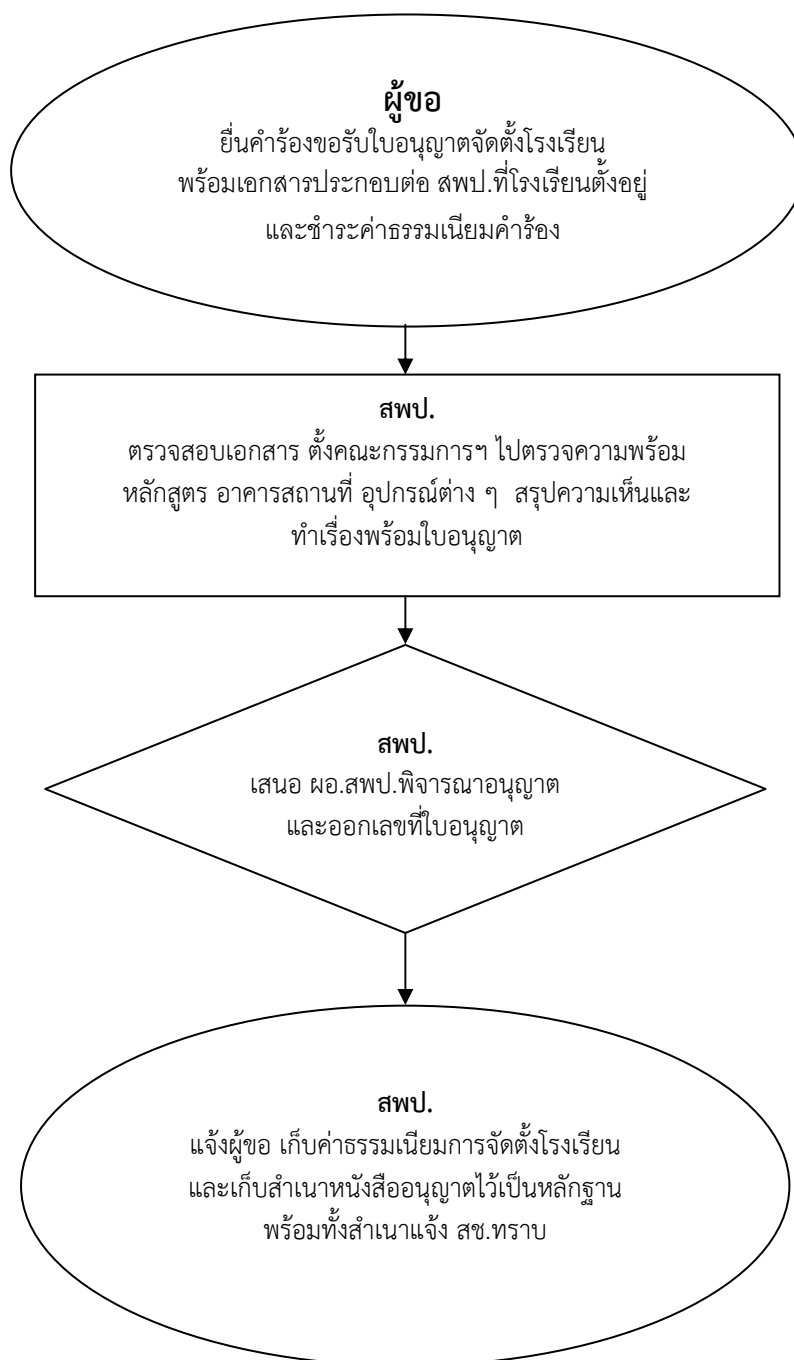 ผู้ขอ
ยื่นคำร้องขอรับใบอนุญาตจัดตั้งโรงเรียน
พร้อมเอกสารประกอบต่อ สพป.ที่โรงเรียนตั้งอยู่
และชำระค่าธรรมเนียมคำร้อง
สพป.
ตรวจสอบเอกสาร ตั้งคณะกรรมการฯ ไปตรวจความพร้อม
หลักสูตร อาคารสถานที่ อุปกรณ์ต่าง ๆ สรุปความเห็นและ
ทำเรื่องพร้อมใบอนุญาต
สพป.
เสนอ ผอ.สพป.พิจารณาอนุญาต
และออกเลขที่ใบอนุญาต
สพป.
แจ้งผู้ขอ เก็บค่าธรรมเนียมการจัดตั้งโรงเรียน
และเก็บสำเนาหนังสืออนุญาตไว้เป็นหลักฐาน
พร้อมทั้งสำเนาแจ้ง สช.ทราบ